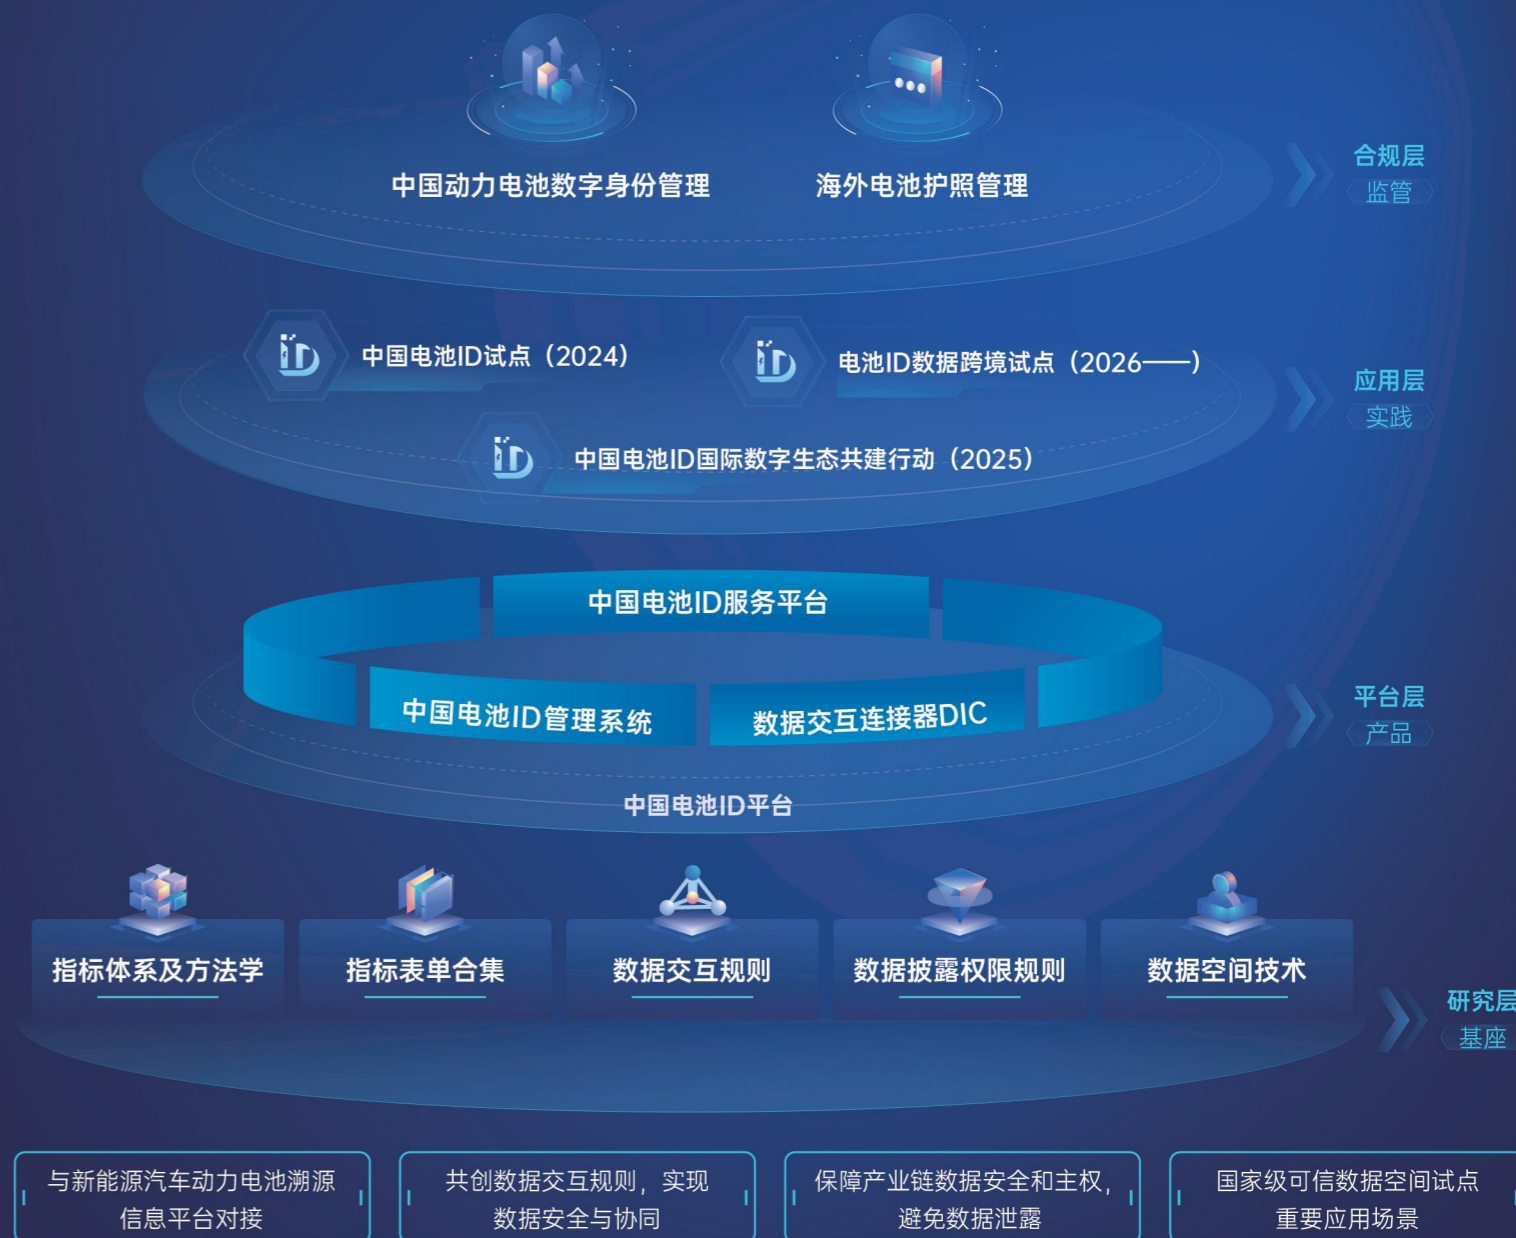 中国动力电池数字身份管理
海外电池护照管理
合规层
监管
中国电池ID试点（2024）
电池ID数据跨境试点（2026——）
中国电池ID国际数字生态共建行动（2025）
应用层
实践
中国电池ID服务平台
中国电池ID管理系统
数据交互连接器DIC
中国电池ID平台
平台层
产品
指标体系及方法学
指标表单合集
数据交互规则
数据披露权限规则
数据空间技术
研究层
基座
与新能源汽车动力电池溯源
信息平台对接
共创数据交互规则，实现
数据安全与协同
保障产业链数据安全和主权，
避免数据泄露
国家级可信数据空间试点
重要应用场景